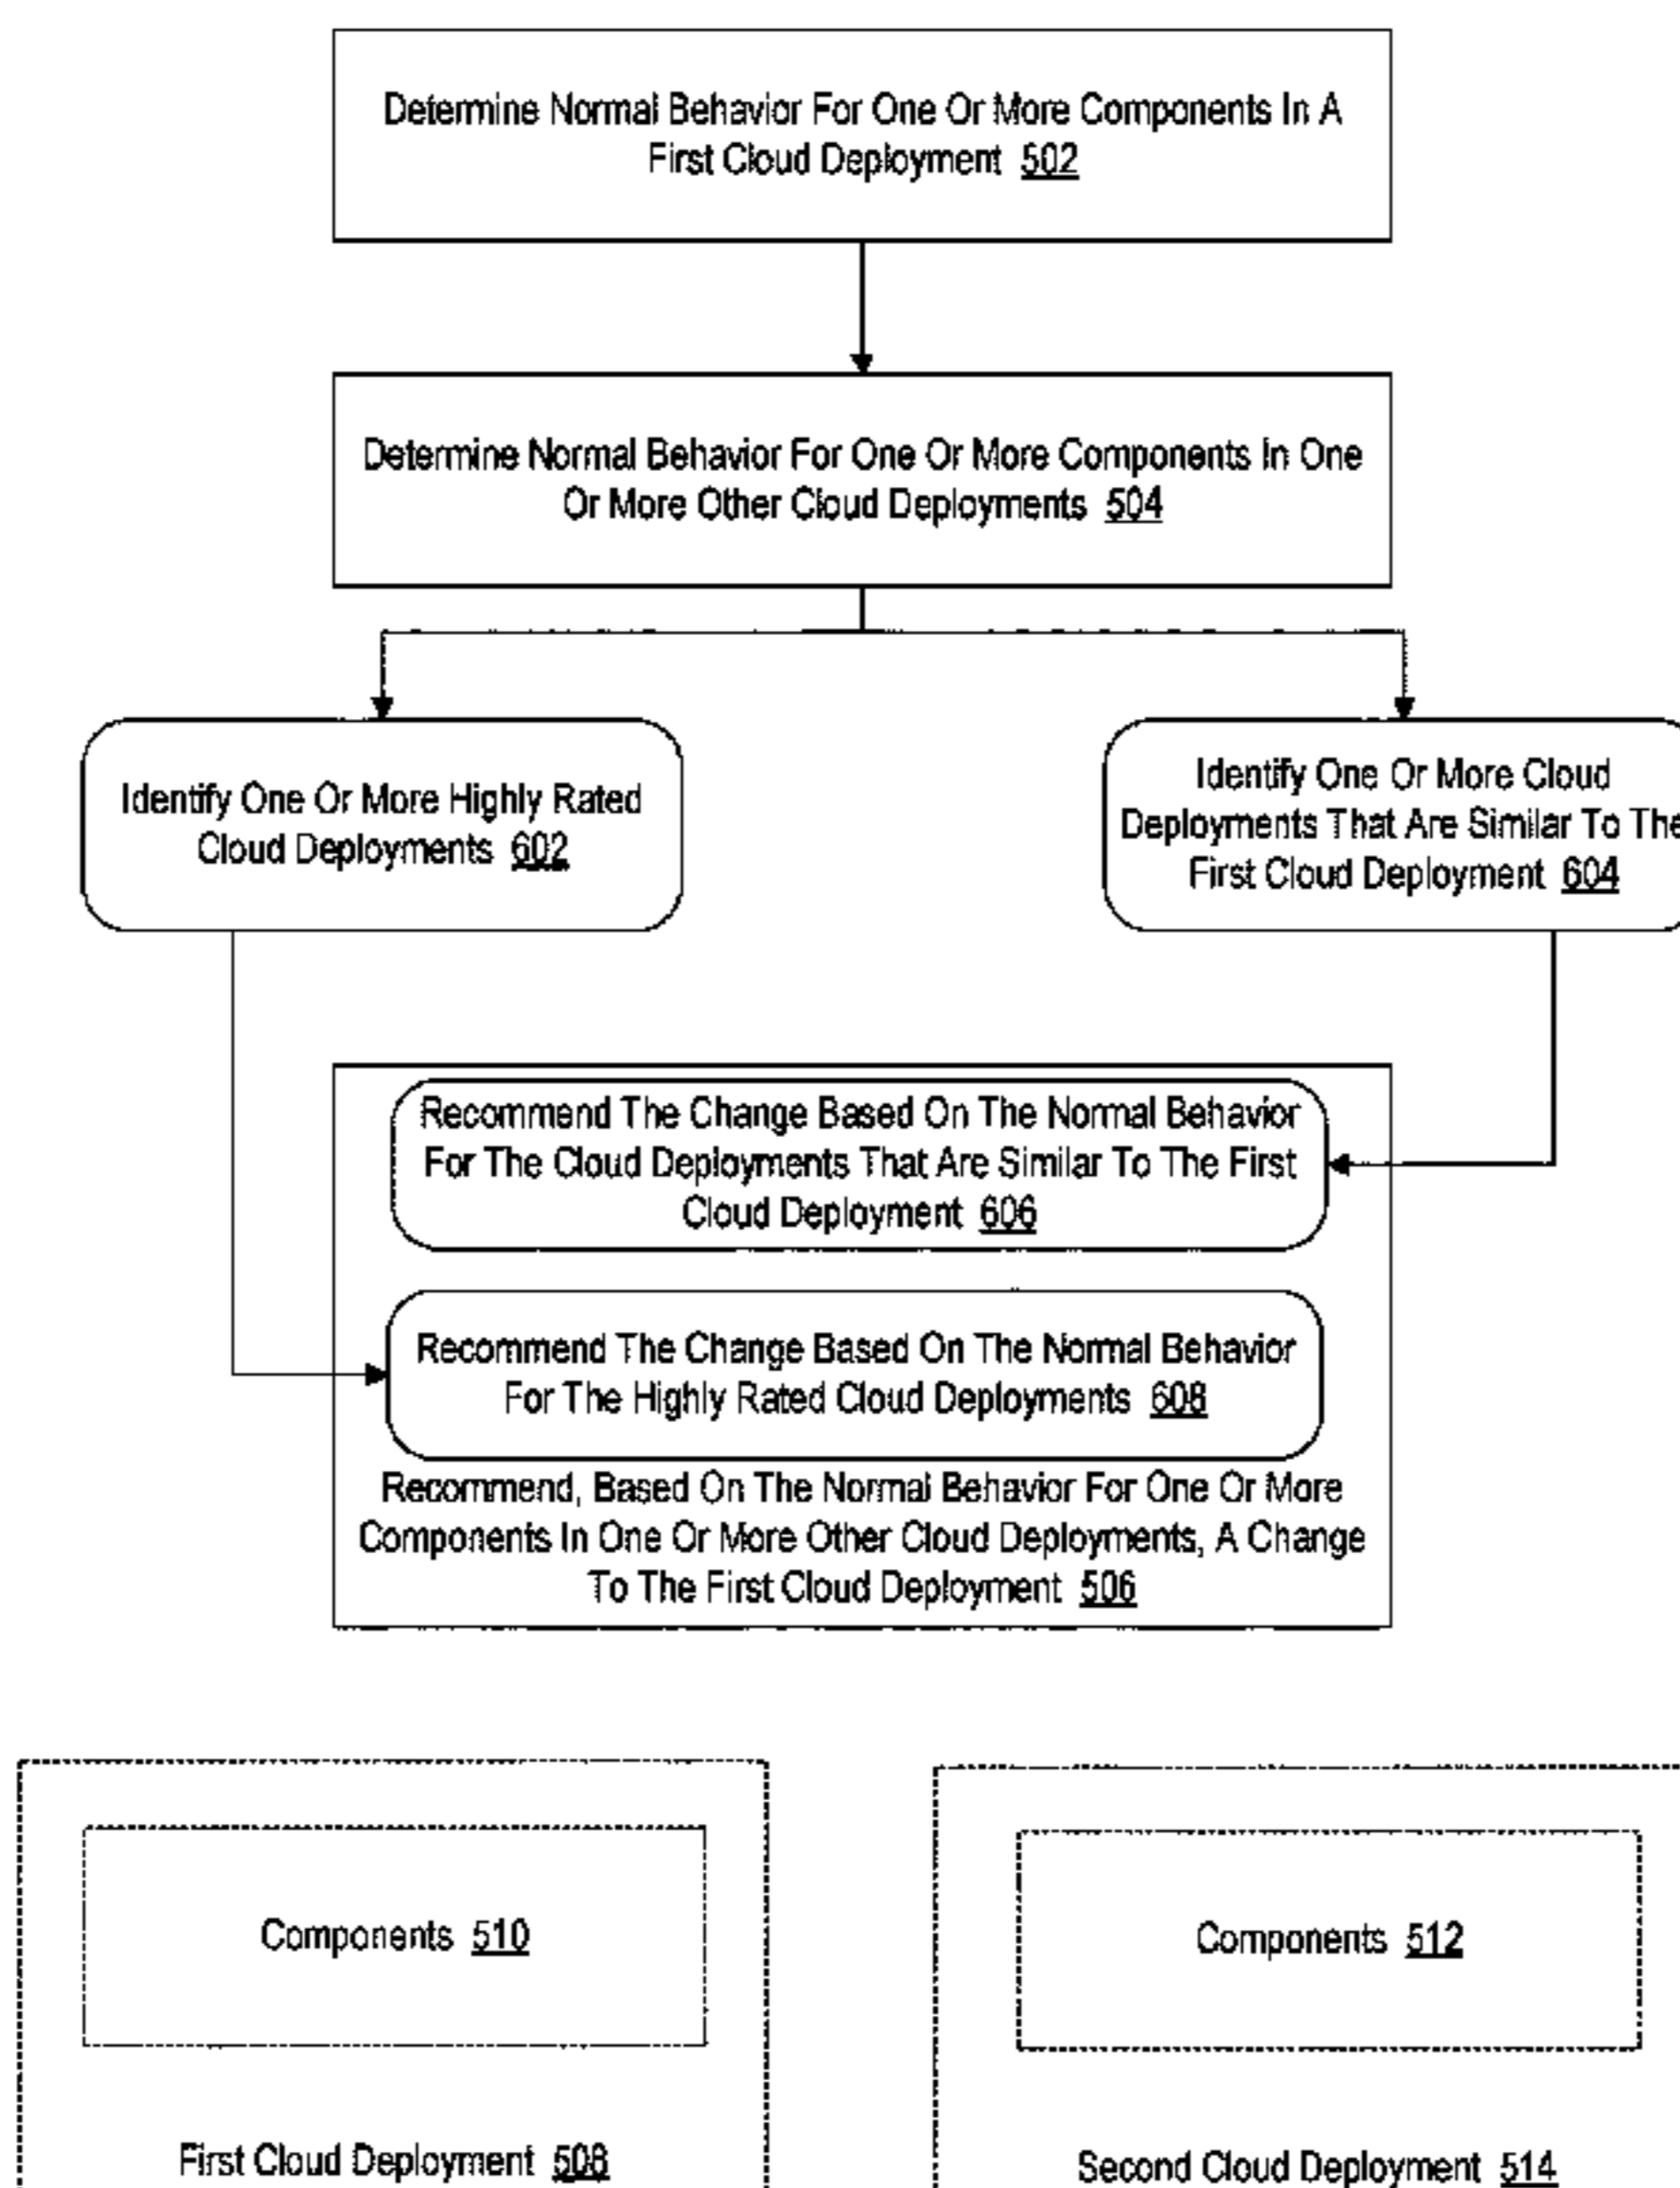 Determine Normal Behavior For One Or More Components In A
First Cloud Deployment 502
Determine Normal Behavior For One Or More Components In One
Or More Other Cloud Deployments 504
Identify One Or More Highly Rated
Cloud Deployments 602
Identify One Or More Cloud
Deployments That Are Similar To The
First Cloud Deployment 604
Recommend The Change Based On The Normal Behavior
For The Cloud Deployments That Are Similar To The First
Cloud Deployment 606
Recommend The Change Based On The Normal Behavior
For The Highly Rated Cloud Deployments 608
Recommend, Based On The Normal Behavior For One Or More
Components In One Or More Other Cloud Deployments, A Change
To The First Cloud Deployment 506
Components 510
First Cloud Deployment 508
Components 512
Second Cloud Deployment 514